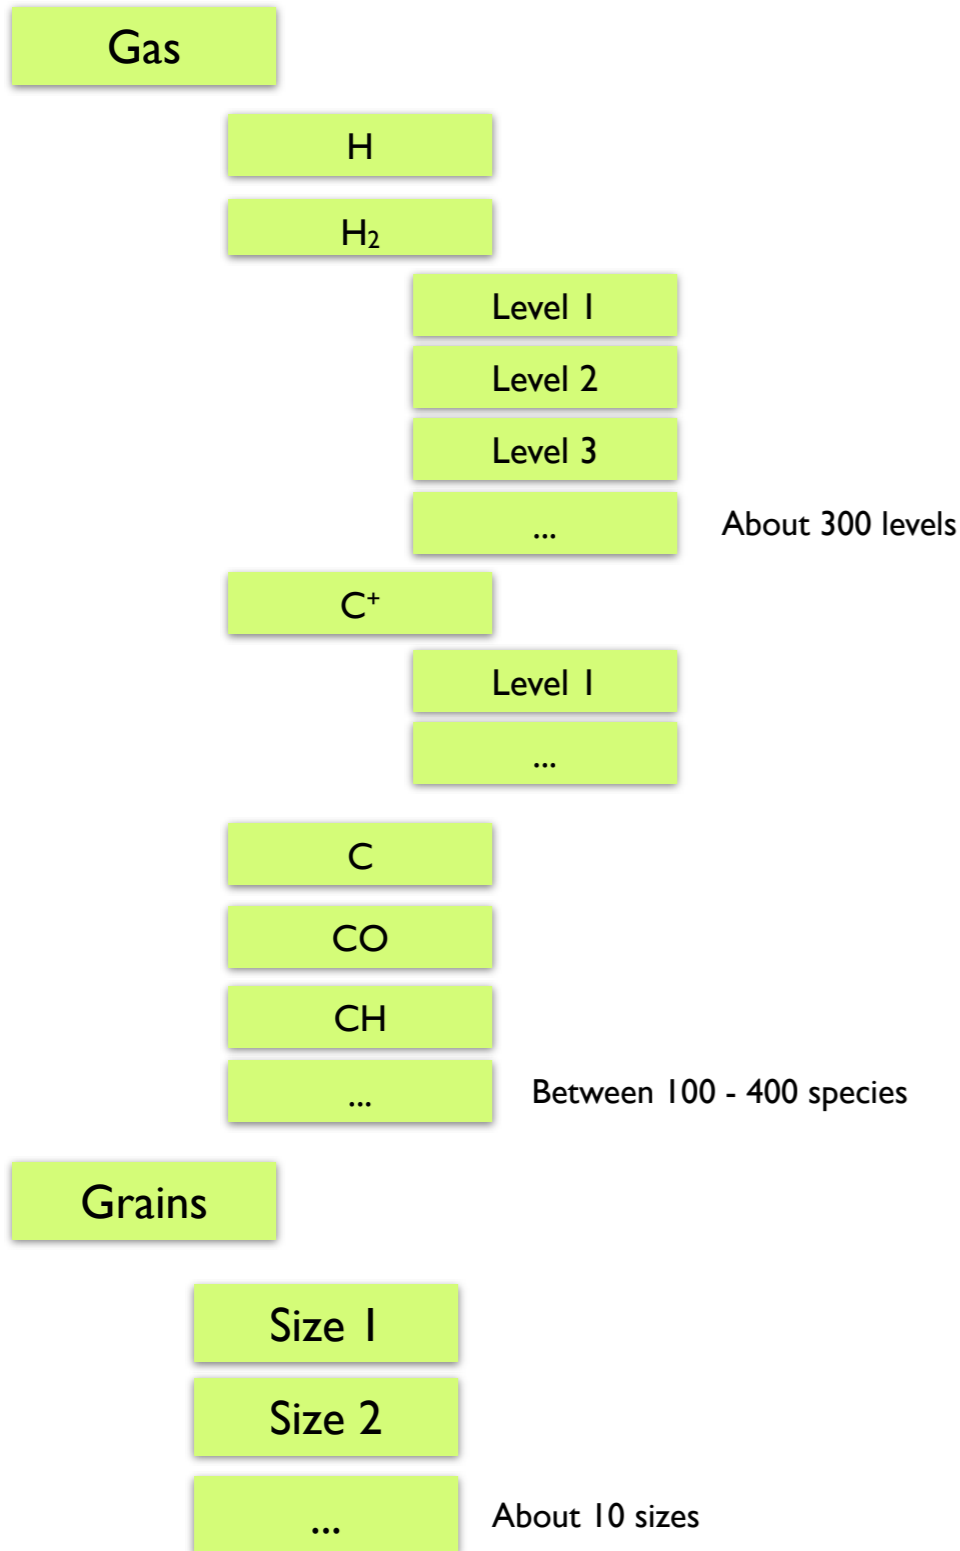 Gas
H
H₂
Level 1
Level 2
Level 3
...
About 300 levels
C⁺
Level 1
...
C
CO
CH
...
Between 100 - 400 species
Grains
Size 1
Size 2
...
About 10 sizes